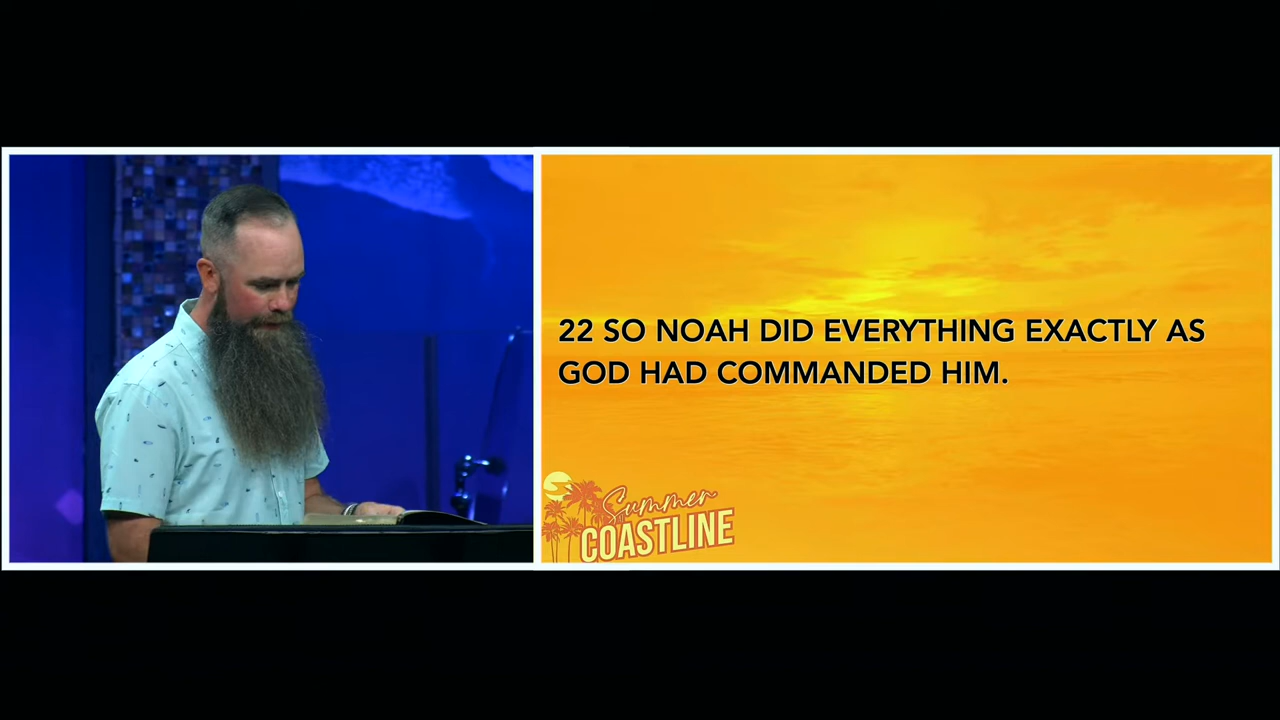 22 SO NOAH DID EVERYTHING EXACTLY AS
GOD HAD COMMANDED HIM.
Summer
COASTLINE